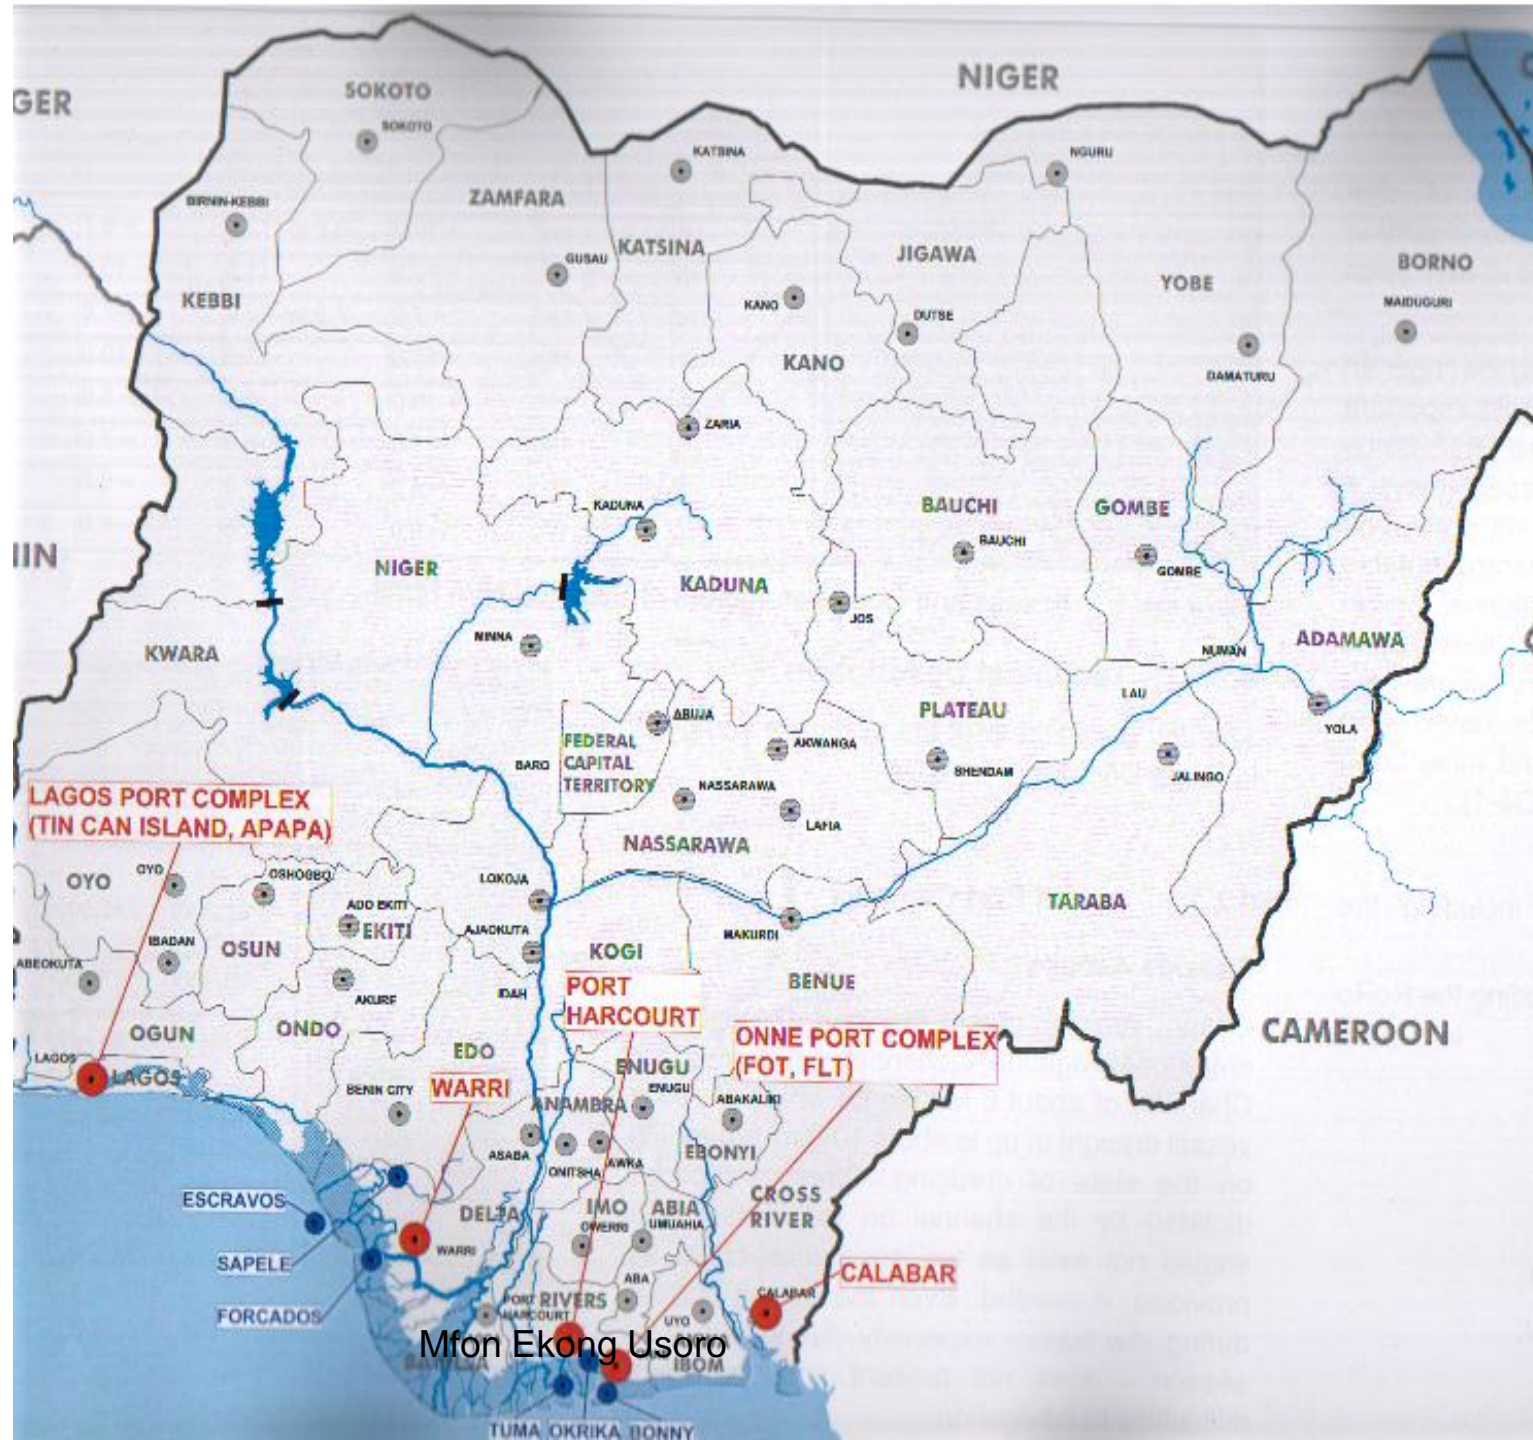 NIGER
GER
SOKOTO
SOKOTO
KATSINA
NGURU
BIRNIN-KEBBI
ZAMFARA
KATSINA
GUSAU
JIGAWA
BORNO
YOBE
KEBBI
KANO
DUTSE
MAIDUGURI
KANO
DAMATURU
ZARIA
KADUNA
BAUCHI
GOMBE
BAUCHI
GOMBE
NIGER
KADUNA
JOS
MINNA
KWARA
NUMAN
ADAMAWA
LAU
PLATEAU
ABUJA
YOLA
FEDERAL
CAPITAL
TERRITORY
BARO
AKWANGA
SHENDAM
JALINGO
NASSARAWA
LAFIA
LAGOS PORT COMPLEX
(TIN CAN ISLAND, APAPA)
NASSARAWA
OYO
OYO
OSHOGBO
LOKOJA
ADO EKITI
EKITI
TARABA
IBADAN
OSUN
AJAOKUTA
KOGI
MAKURDI
ABEOKUTA
BENUE
AKURE
IDAH
PORT
HARCOURT
OGUN
ONDO
EDO
ONNE PORT COMPLEX
(FOT, FLT)
CAMEROON
LAGOS
LAGOS
ENUGU
ENUGU
WARRI
BENIN CITY
ANAMBRA
ABAKALIKI
ASABA
ONITSHA
AWKA
EBONYI
ESCRAVOS
DELTA
IMO
OWERRI
ABIA
UMUAHIA
CROSS
RIVER
WARRI
SAPELE
CALABAR
CALABAR
ABA
PORT
HARCOURT
RIVERS
UYO
FORCADOS
Mfon Ekong Usoro
IBOM
TUMA OKRIKA BONNY